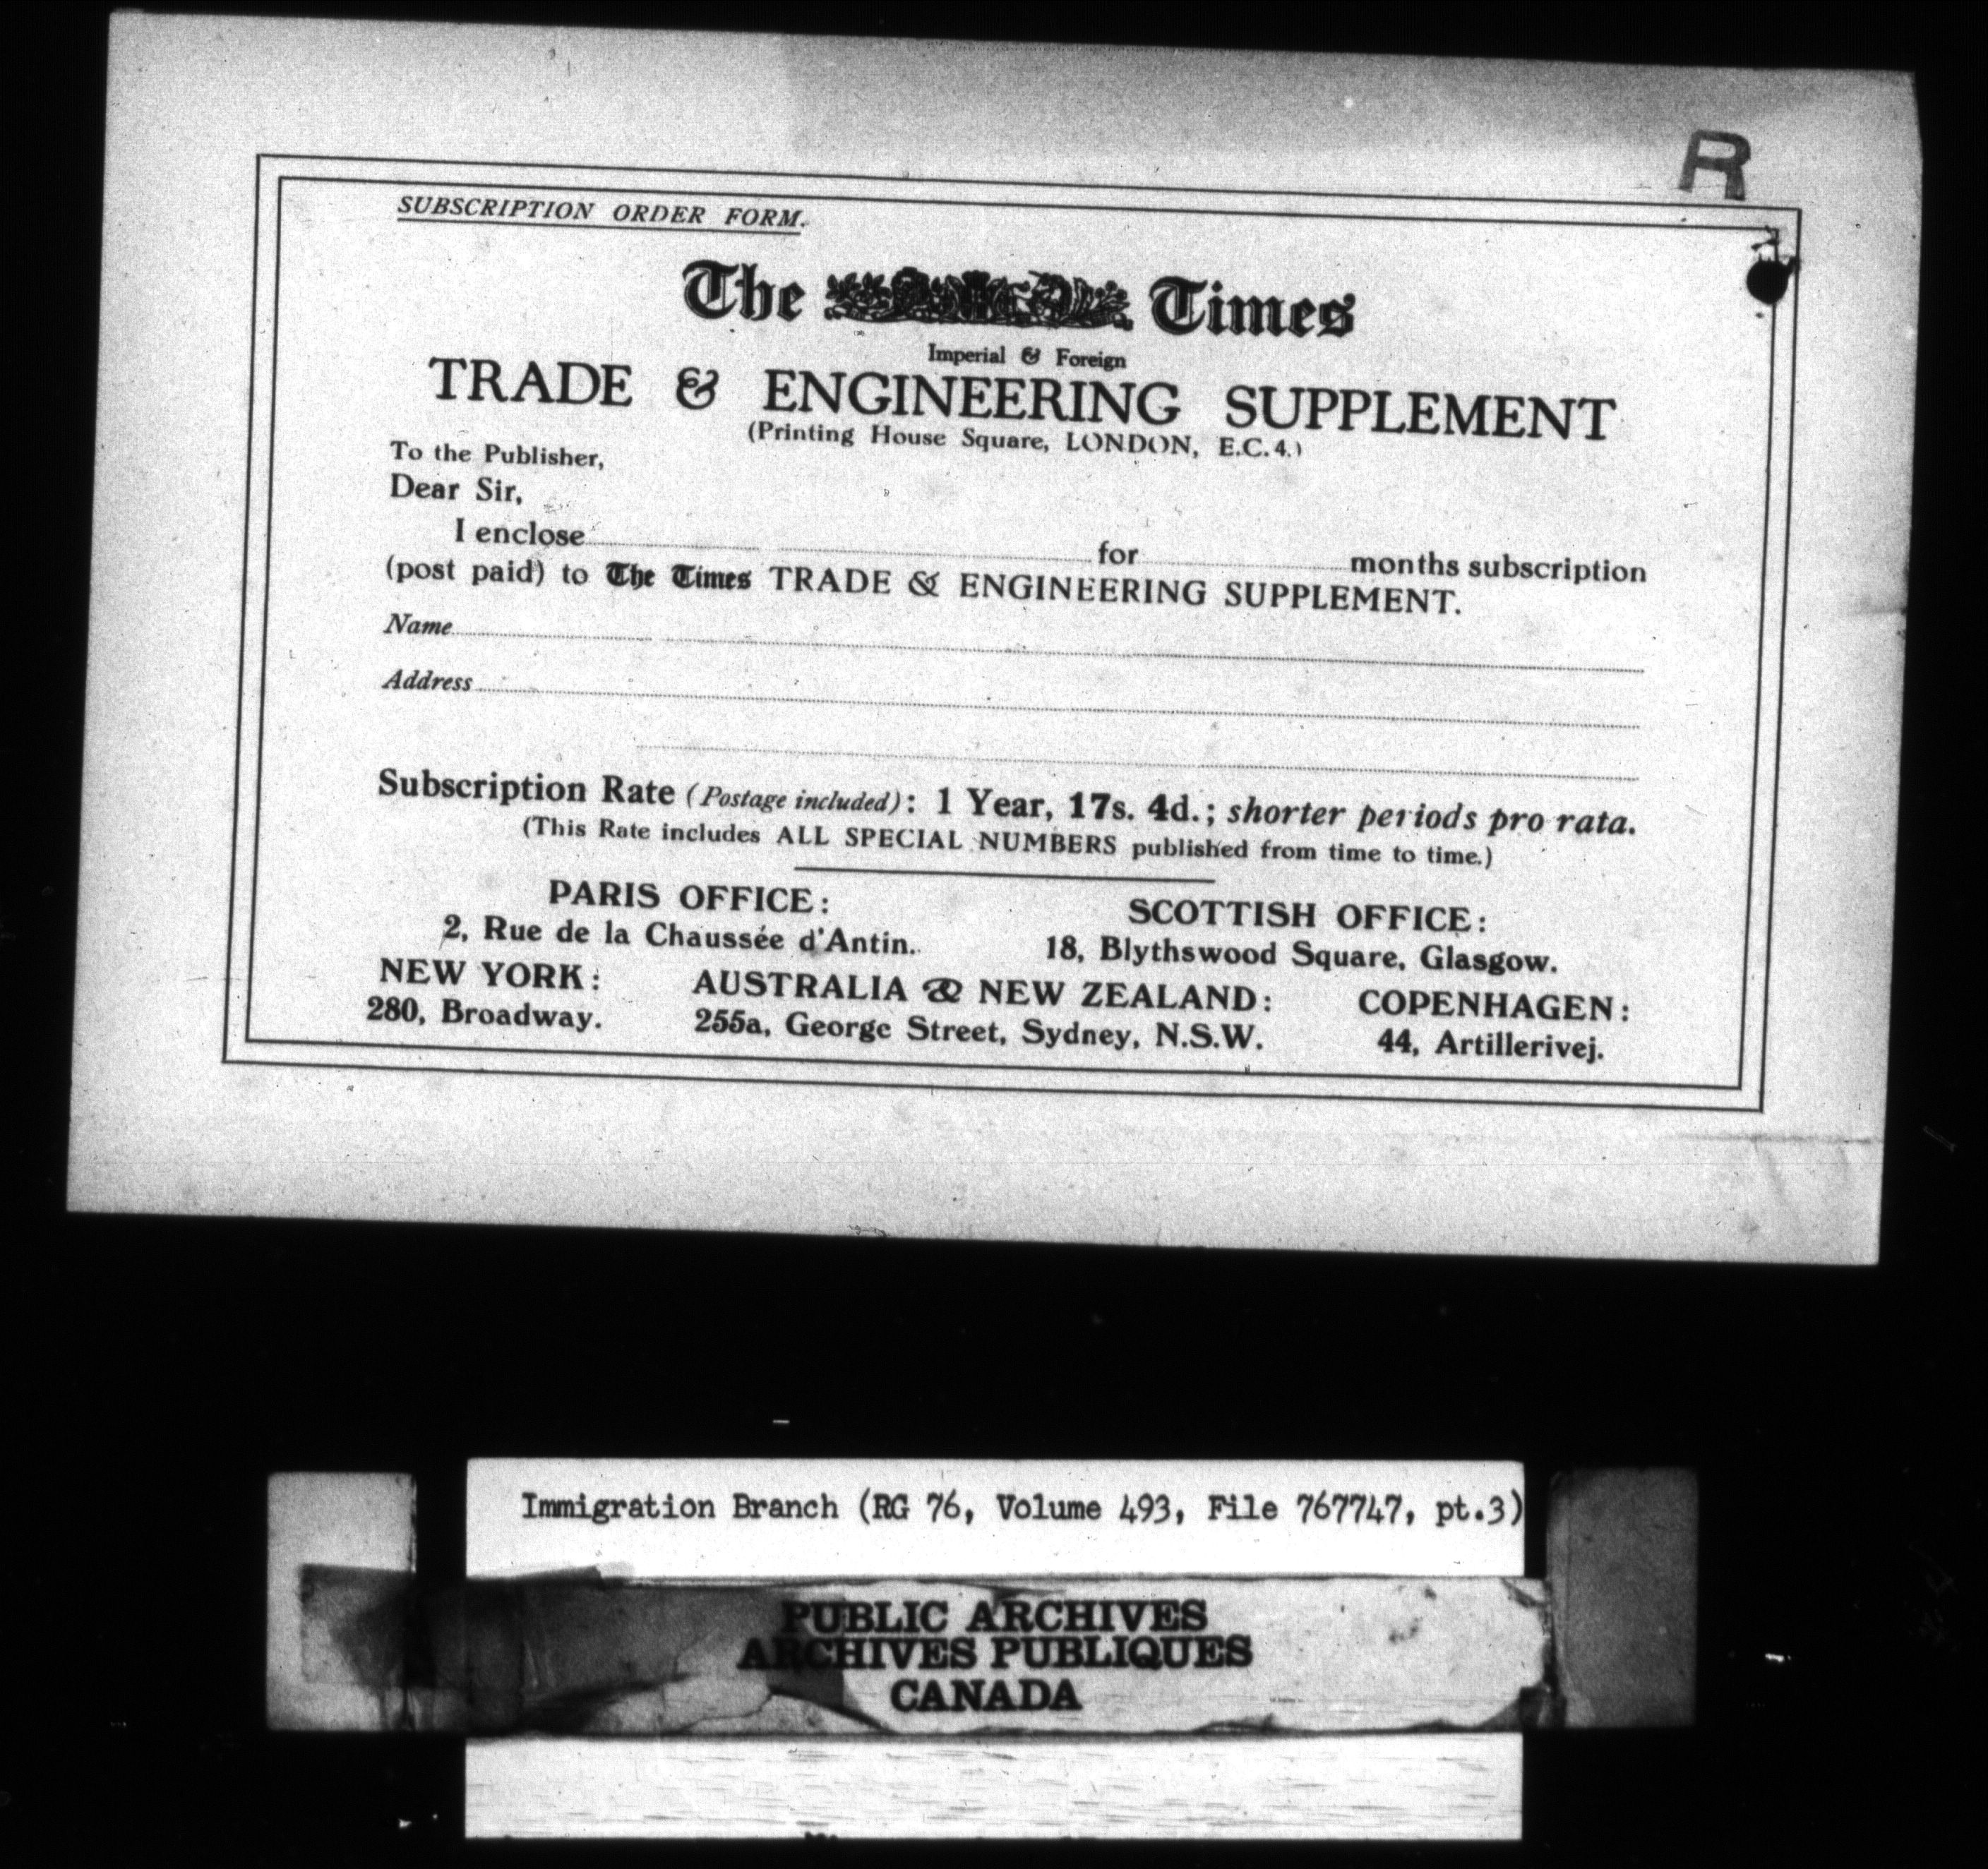 R
SUBSCRIPTION ORDER FORM.
The Times
Imperial & Foreign
TRADE & ENGINEERING SUPPLEMENT
(Printing House Square, LONDON, E.C.4.)
To the Publisher,
Dear Sir,
I enclose for months subscription
(post paid) to The Times TRADE & ENGINEERING SUPPLEMENT.
Name
Address
Subscription Rate (Postage included): 1 Year, 17s. 4d.; shorter periods pro rata.
(This Rate includes ALL SPECIAL NUMBERS published from time to time.)
PARIS OFFICE:
2, Rue de la Chaussée d'Antin.
SCOTTISH OFFICE:
18, Blythswood Square, Glasgow.
NEW YORK:
280, Broadway.
AUSTRALIA & NEW ZEALAND:
255a, George Street, Sydney, N.S.W.
COPENHAGEN:
44, Artillerivej.
Immigration Branch (RG 76, Volume 493, File 767747, pt.3)
PUBLIC ARCHIVES
ARCHIVES PUBLIQUES
CANADA